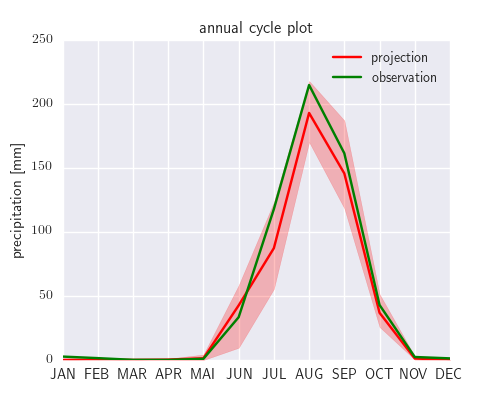 annual cycle plot
250
200
150
100
50
0
precipitation [mm]
projection
observation
JAN FEB MAR APR MAI JUN JUL AUG SEP OCT NOV DEC